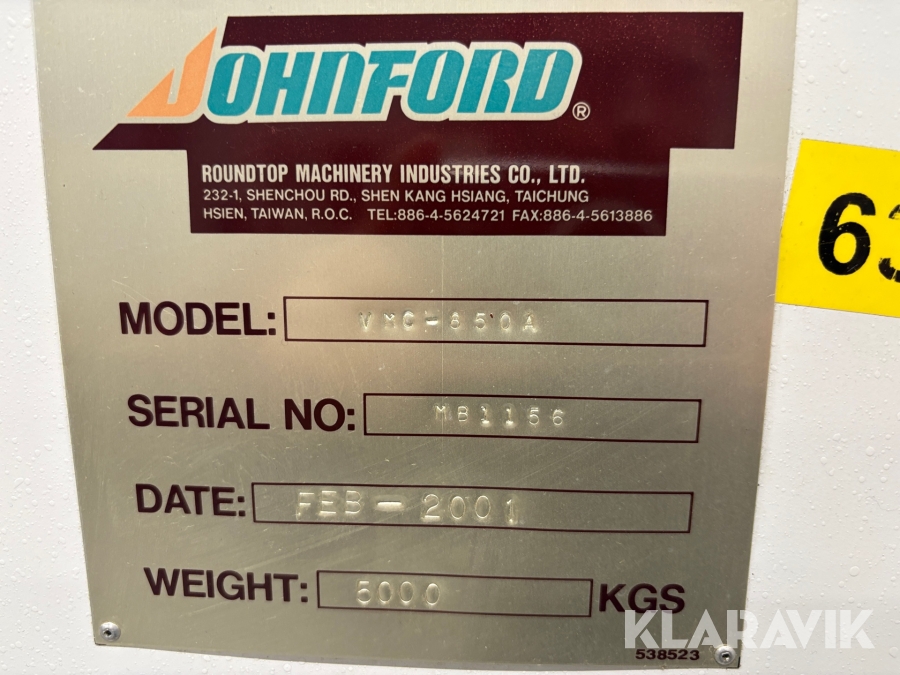 JOHNFORD ®
ROUNDTOP MACHINERY INDUSTRIES CO., LTD.
232-1, SHENCHOU RD., SHEN KANG HSIANG, TAICHUNG
HSIEN, TAIWAN, R.O.C. TEL:886-4-5624721 FAX:886-4-5613886
MODEL: VMC-850A
SERIAL NO: MB1156
DATE: FEB-2001
WEIGHT: 5000 KGS
538523
KLARAVIK